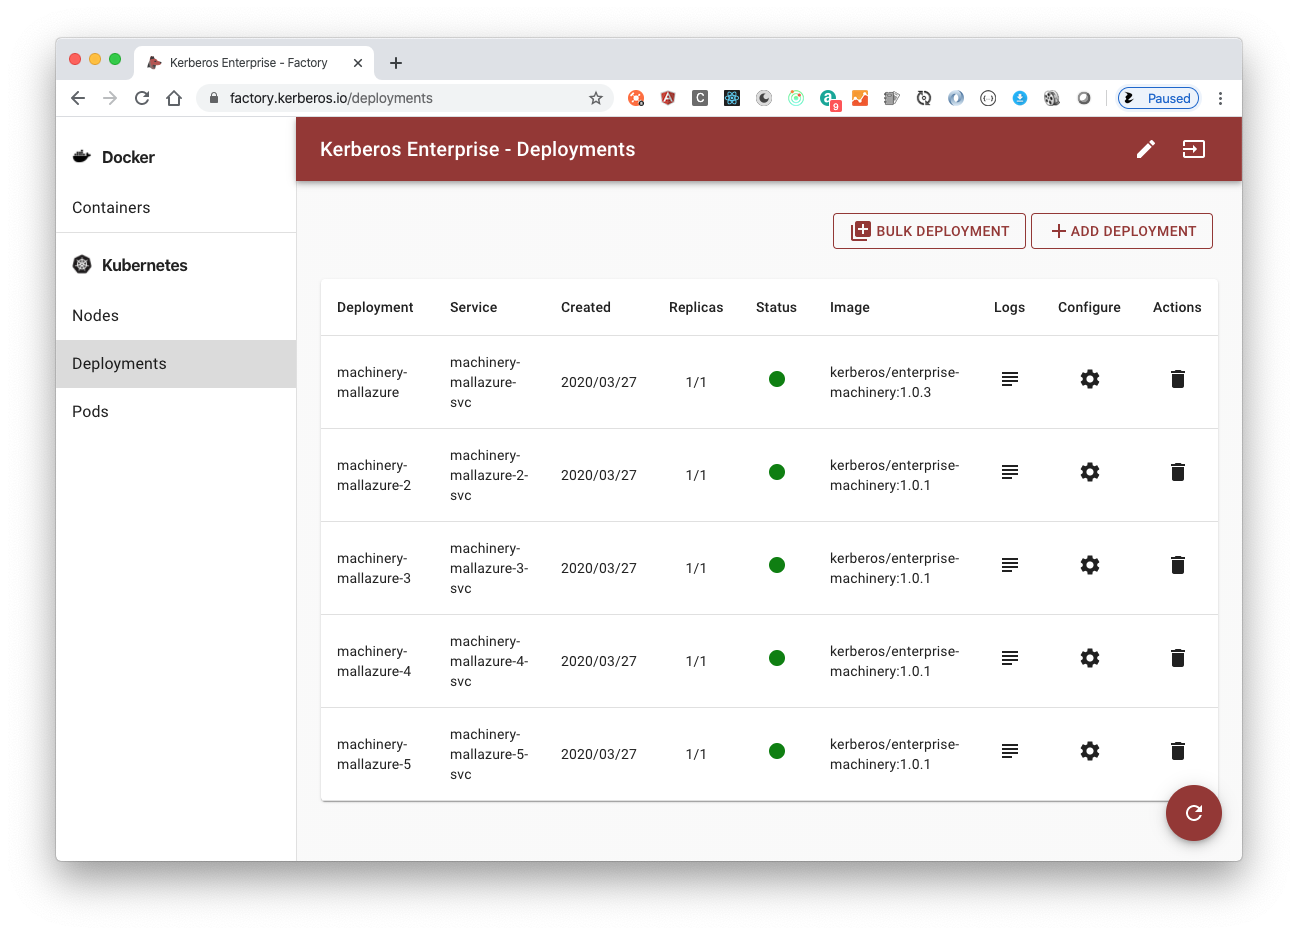 Kerberos Enterprise - Factory
factory.kerberos.io/deployments
C
9
Paused
Docker
Containers
Kubernetes
Nodes
Deployments
Pods
Kerberos Enterprise - Deployments
BULK DEPLOYMENT
ADD DEPLOYMENT
Deployment Service Created Replicas Status Image Logs Configure Actions
machinery-
mallazure
machinery-
mallazure-
svc
2020/03/27
1/1
kerberos/enterprise-
machinery:1.0.3
machinery-
mallazure-2
machinery-
mallazure-2-
svc
2020/03/27
1/1
kerberos/enterprise-
machinery:1.0.1
machinery-
mallazure-3
machinery-
mallazure-3-
svc
2020/03/27
1/1
kerberos/enterprise-
machinery:1.0.1
machinery-
mallazure-4
machinery-
mallazure-4-
svc
2020/03/27
1/1
kerberos/enterprise-
machinery:1.0.1
machinery-
mallazure-5
machinery-
mallazure-5-
svc
2020/03/27
1/1
kerberos/enterprise-
machinery:1.0.1